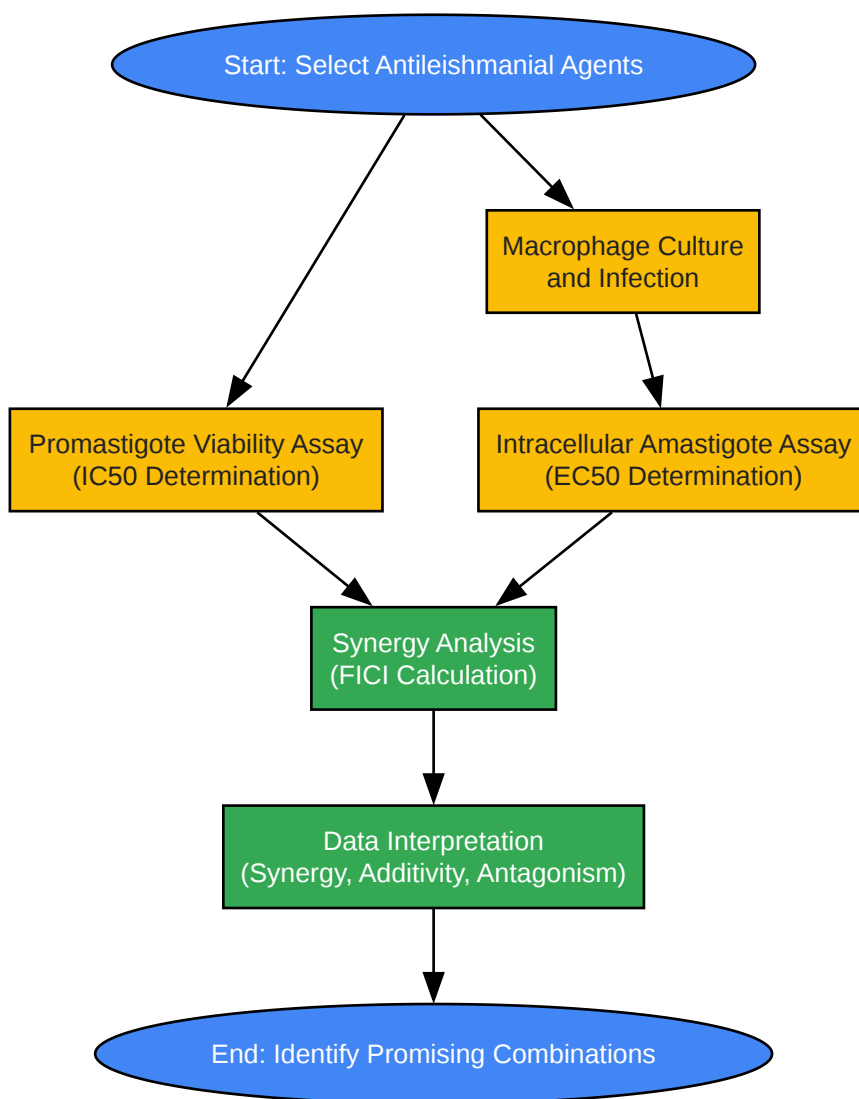 Start: Select Antileishmanial Agents
Macrophage Culture
and Infection
Promastigote Viability Assay
(IC50 Determination)
Intracellular Amastigote Assay
(EC50 Determination)
Synergy Analysis
(FICI Calculation)
Data Interpretation
(Synergy, Additivity, Antagonism)
End: Identify Promising Combinations